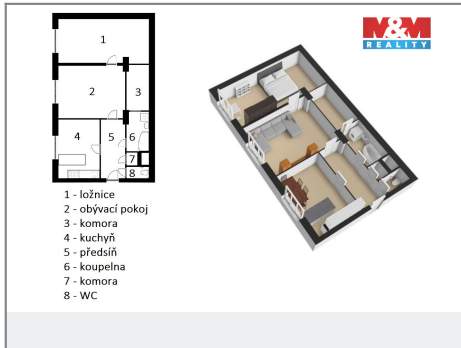 M&M
REALITY
1
2
3
4
5
6
7
8
1 - ložnice
2 - obývací pokoj
3 - komora
4 - kuchyň
5 - předsíň
6 - koupelna
7 - komora
8 - WC